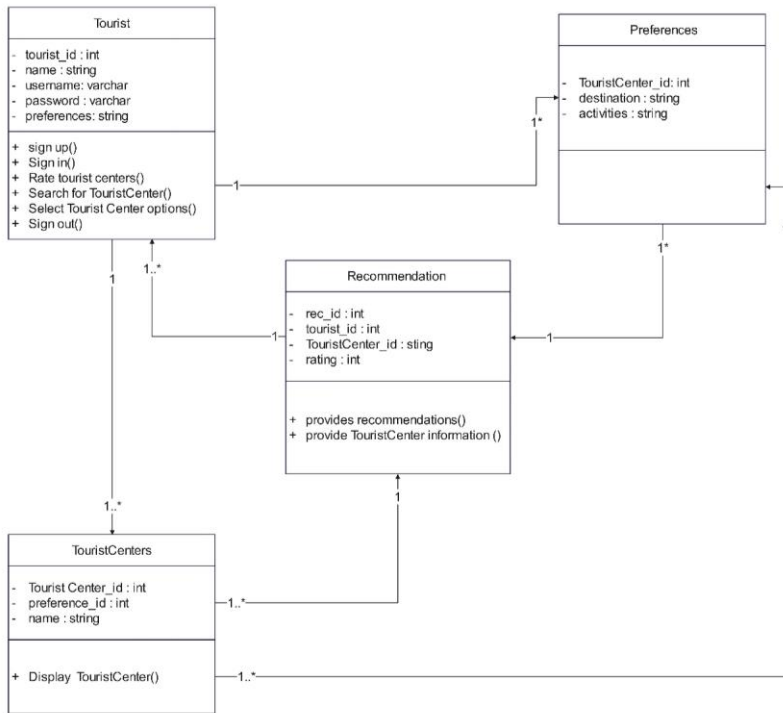 Tourist
- tourist_id : int
- name : string
- username: varchar
- password : varchar
- preferences: string
+ sign up()
+ Sign in()
+ Rate tourist centers()
+ Search for TouristCenter()
+ Select Tourist Center options()
+ Sign out()
Preferences
- TouristCenter_id: int
- destination : string
- activities : string
1
1*
1*
1
Recommendation
- rec_id : int
- tourist_id : int
- TouristCenter_id : sting
- rating : int
+ provides recommendations()
+ provide TouristCenter information ()
1..*
1
1
1..*
TouristCenters
- Tourist Center_id : int
- preference_id : int
- name : string
+ Display TouristCenter()
1..*
1
1..*